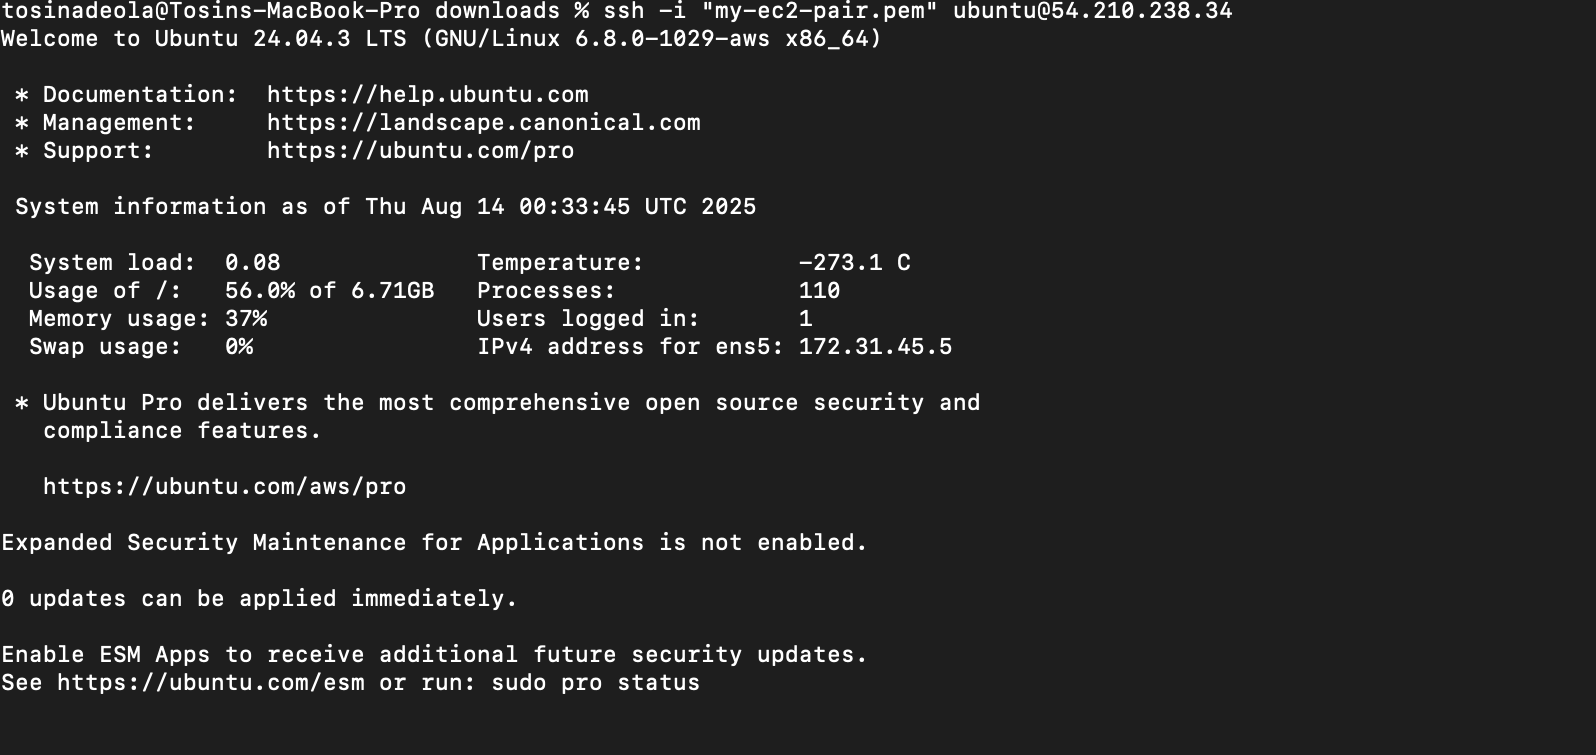 tosinadeola@Tosins-MacBook-Pro downloads % ssh -i "my-ec2-pair.pem" ubuntu@54.210.238.34
Welcome to Ubuntu 24.04.3 LTS (GNU/Linux 6.8.0-1029-aws x86_64)

 * Documentation:  https://help.ubuntu.com
 * Management:     https://landscape.canonical.com
 * Support:        https://ubuntu.com/pro

 System information as of Thu Aug 14 00:33:45 UTC 2025

  System load:  0.08              Temperature:           -273.1 C
  Usage of /:   56.0% of 6.71GB   Processes:             110
  Memory usage: 37%               Users logged in:       1
  Swap usage:   0%                IPv4 address for ens5: 172.31.45.5

 * Ubuntu Pro delivers the most comprehensive open source security and
   compliance features.

   https://ubuntu.com/aws/pro

Expanded Security Maintenance for Applications is not enabled.

0 updates can be applied immediately.

Enable ESM Apps to receive additional future security updates.
See https://ubuntu.com/esm or run: sudo pro status